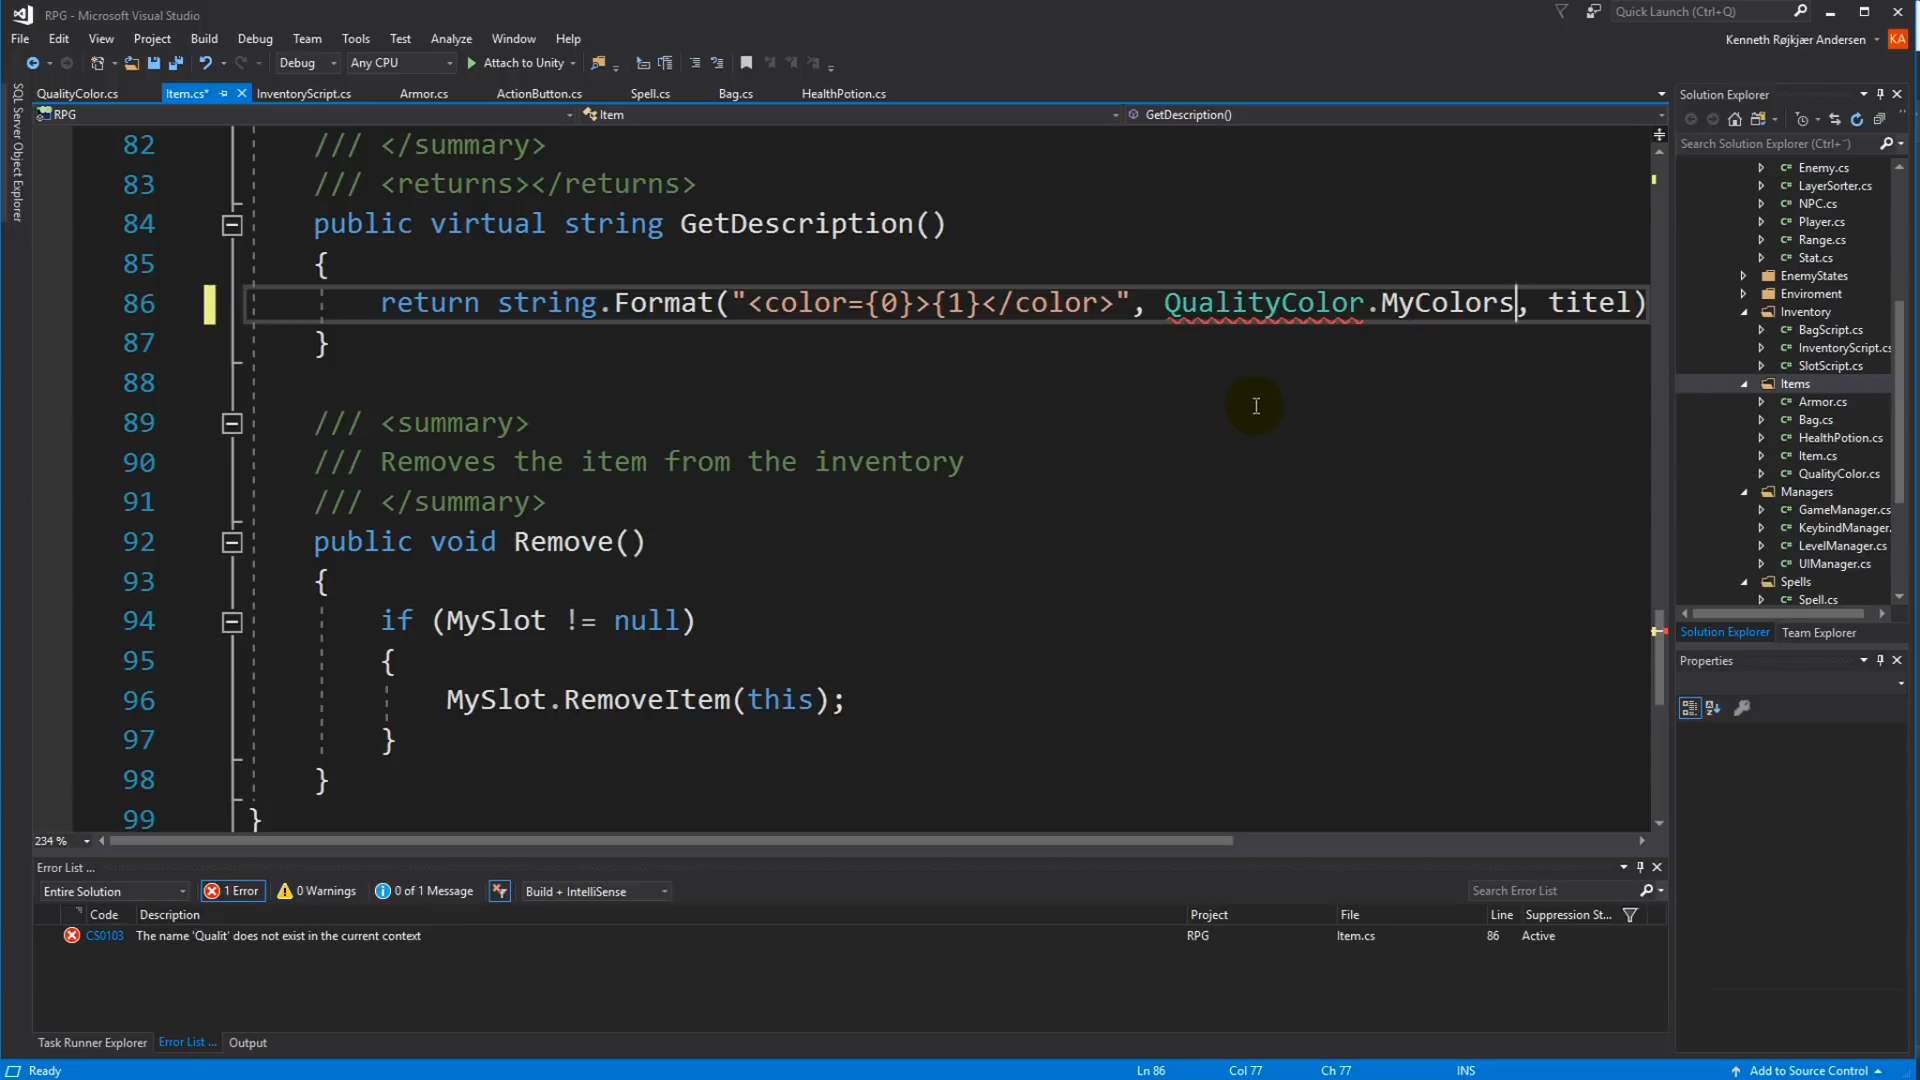 RPG - Microsoft Visual Studio
Quick Launch (Ctrl+Q)
File Edit View Project Build Debug Team Tools Test Analyze Window Help
Kenneth Røjkjær Andersen KA
Debug Any CPU Attach to Unity
SQL Server Object Explorer
QualityColor.cs Item.cs* InventoryScript.cs Armor.cs ActionButton.cs Spell.cs Bag.cs HealthPotion.cs
RPG Item GetDescription()
82 /// </summary>
83 /// <returns></returns>
84 public virtual string GetDescription()
85 {
86 return string.Format("<color={0}>{1}</color>", QualityColor.MyColors, titel)
87 }
88
89 /// <summary>
90 /// Removes the item from the inventory
91 /// </summary>
92 public void Remove()
93 {
94 if (MySlot != null)
95 {
96 MySlot.RemoveItem(this);
97 }
98 }
99 }
234 %
Solution Explorer
Search Solution Explorer (Ctrl+¨)
Enemy.cs
LayerSorter.cs
NPC.cs
Player.cs
Range.cs
Stat.cs
EnemyStates
Enviroment
Inventory
BagScript.cs
InventoryScript.cs
SlotScript.cs
Items
Armor.cs
Bag.cs
HealthPotion.cs
Item.cs
QualityColor.cs
Managers
GameManager.cs
KeybindManager.
LevelManager.cs
UIManager.cs
Spells
Spell.cs
Solution Explorer Team Explorer
Properties
Error List ...
Entire Solution 1 Error 0 Warnings 0 of 1 Message Build + IntelliSense Search Error List
Code Description Project File Line Suppression St...
CS0103 The name 'Qualit' does not exist in the current context RPG Item.cs 86 Active
Task Runner Explorer Error List ... Output
Ready Ln 86 Col 77 Ch 77 INS Add to Source Control